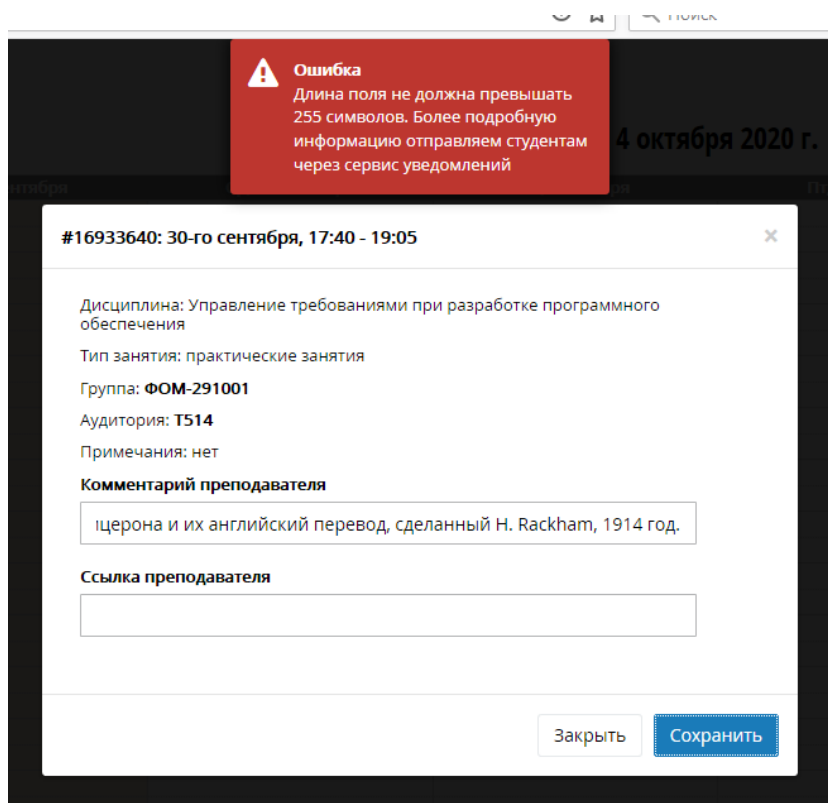 Поиск
Ошибка
Длина поля не должна превышать
255 символов. Более подробную
информацию отправляем студентам
через сервис уведомлений
4 октября 2020 г.
#16933640: 30-го сентября, 17:40 - 19:05
×
Дисциплина: Управление требованиями при разработке программного
обеспечения
Тип занятия: практические занятия
Группа: ФОМ-291001
Аудитория: Т514
Примечания: нет
Комментарий преподавателя
ицерона и их английский перевод, сделанный H. Rackham, 1914 год.
Ссылка преподавателя
Закрыть
Сохранить